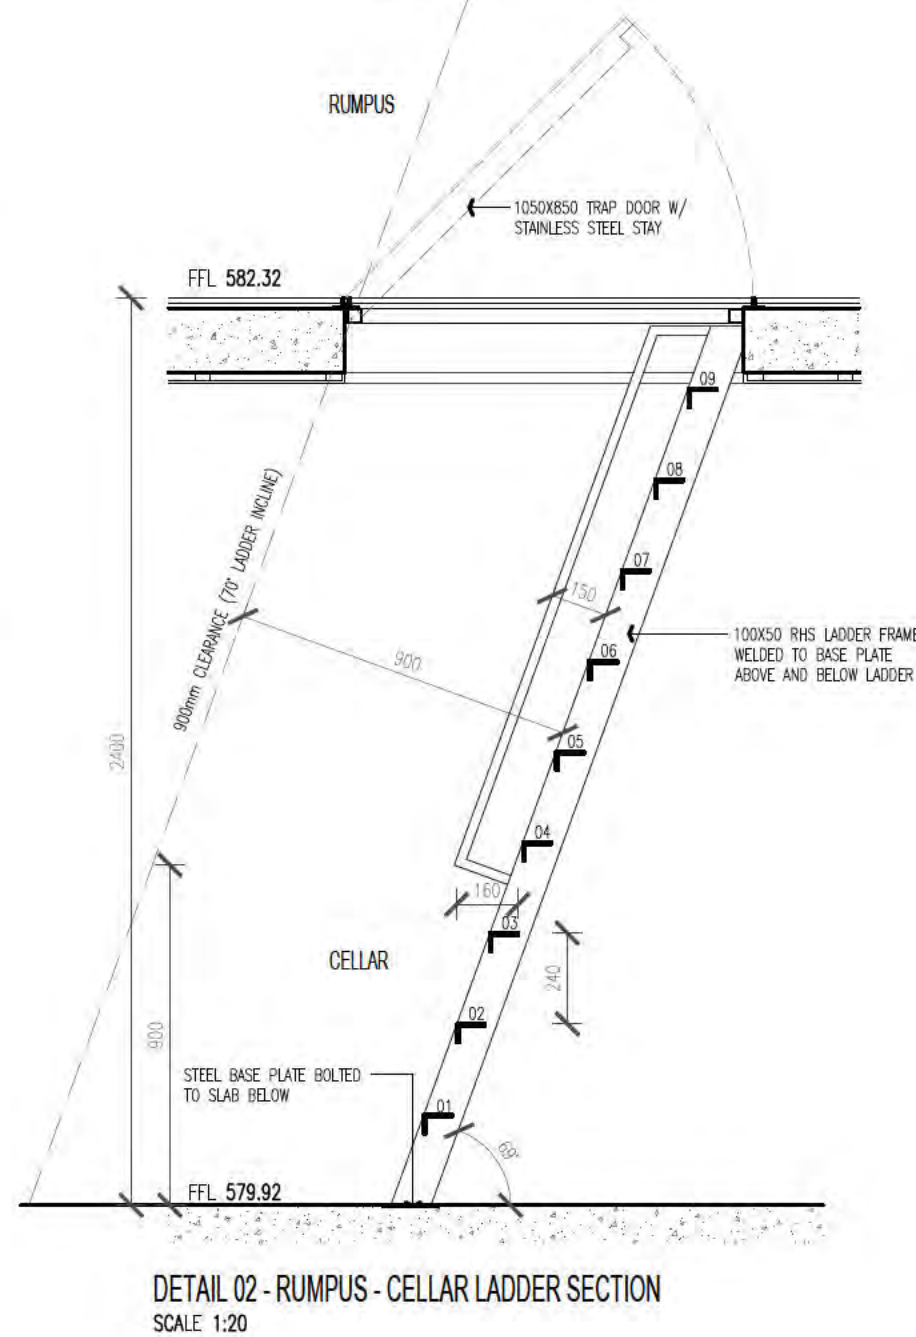 RUMPUS
1050X850 TRAP DOOR W/
STAINLESS STEEL STAY
FFL 582.32
09
08
900mm CLEARANCE (70° LADDER INCLINE)
07
150
100X50 RHS LADDER FRAME
WELDED TO BASE PLATE
ABOVE AND BELOW LADDER
06
900
05
2400
04
160
03
CELLAR
240
02
900
STEEL BASE PLATE BOLTED
TO SLAB BELOW
01
69°
FFL 579.92
DETAIL 02 - RUMPUS - CELLAR LADDER SECTION
SCALE 1:20